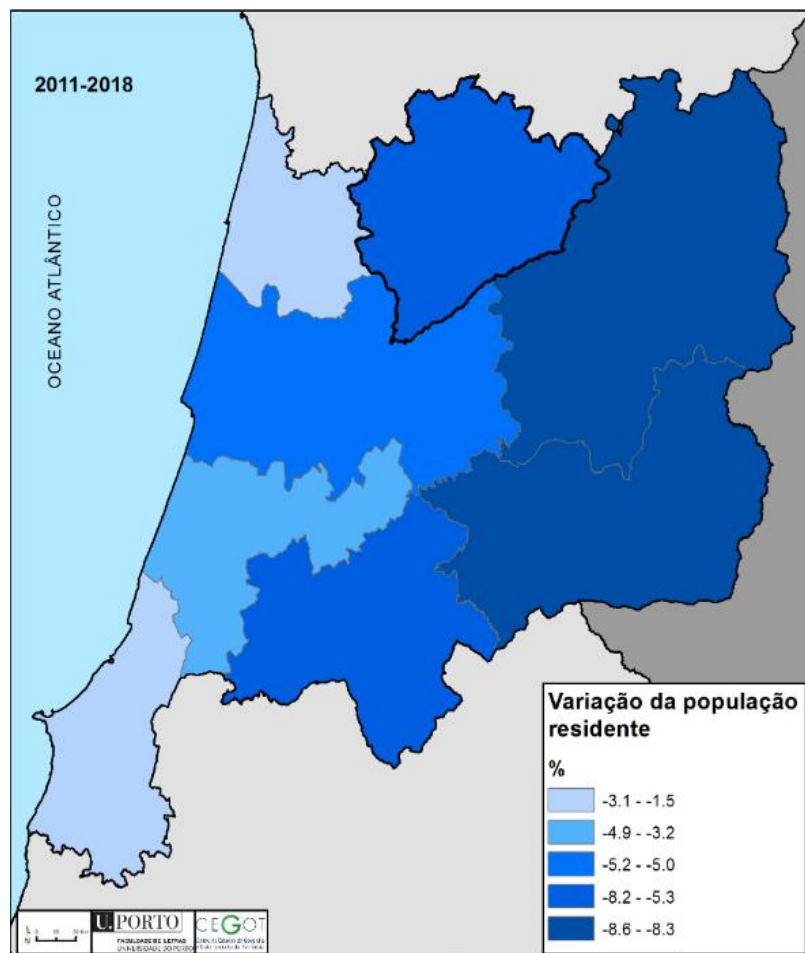 2011-2018
OCEANO ATLÂNTICO
Variação da população
residente
%
-3.1 - -1.5
-4.9 - -3.2
-5.2 - -5.0
-8.2 - -5.3
-8.6 - -8.3
N
U.PORTO
FACULDADE DE LETRAS
UNIVERSIDADE DO PORTO
CEGOT